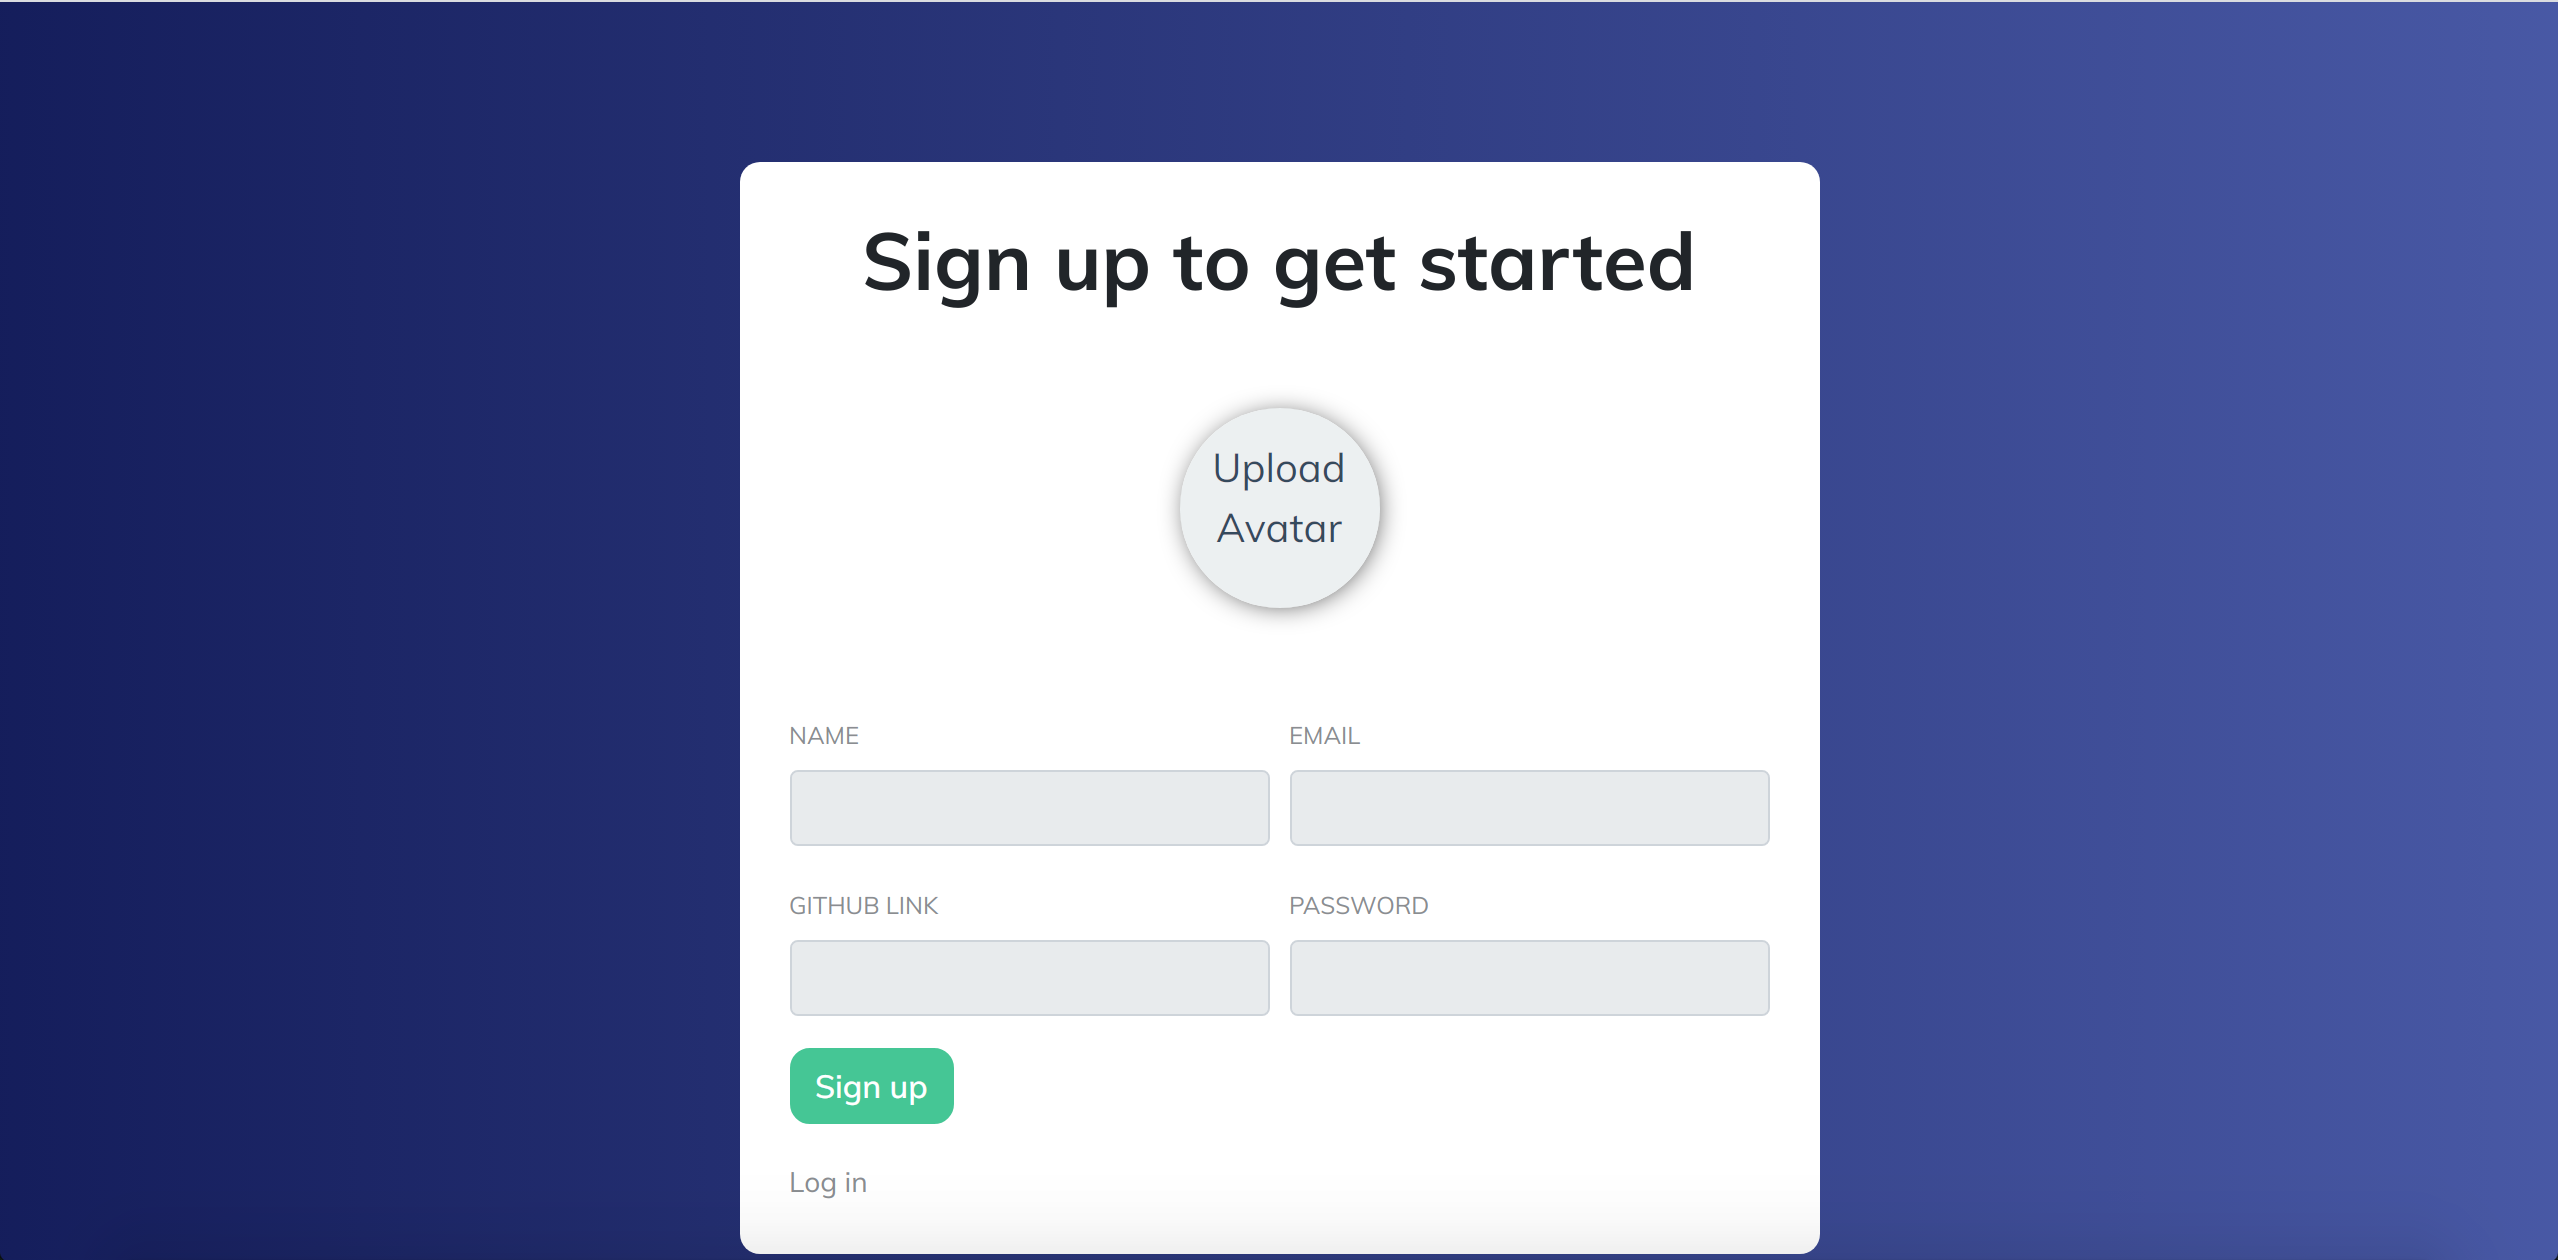 Sign up to get started
Upload
Avatar
NAME
EMAIL
GITHUB LINK
PASSWORD
Sign up
Log in